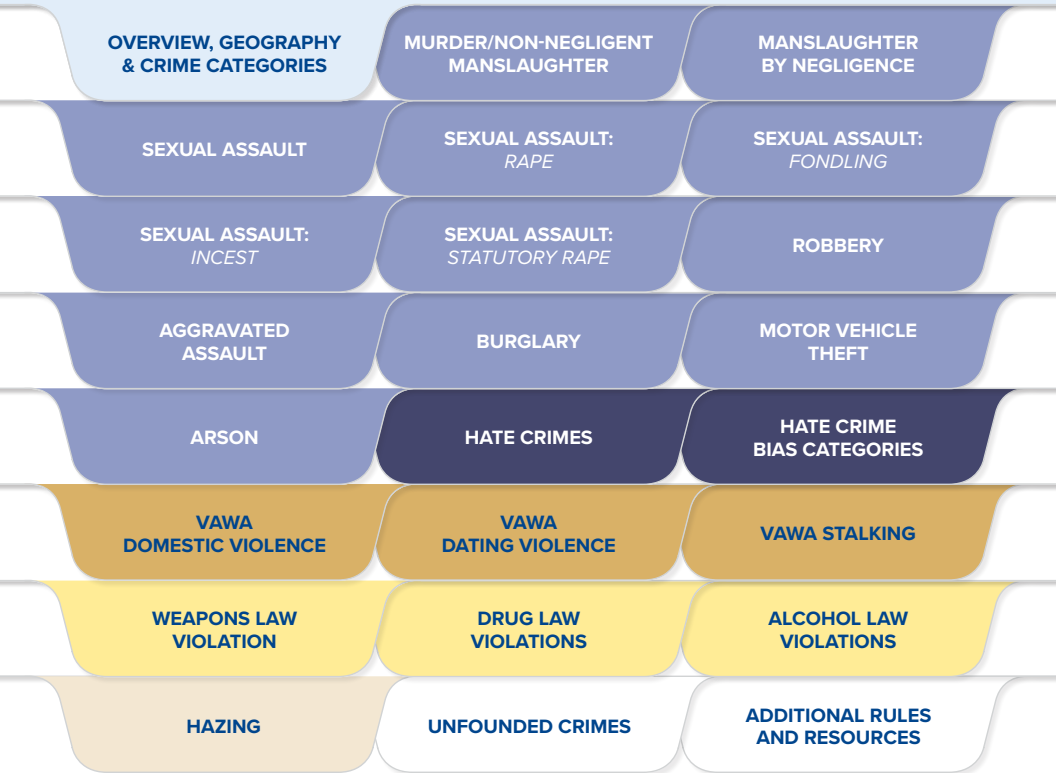 OVERVIEW, GEOGRAPHY
& CRIME CATEGORIES
MURDER/NON-NEGLIGENT
MANSLAUGHTER
MANSLAUGHTER
BY NEGLIGENCE
SEXUAL ASSAULT
SEXUAL ASSAULT:
RAPE
SEXUAL ASSAULT:
FONDLING
SEXUAL ASSAULT:
INCEST
SEXUAL ASSAULT:
STATUTORY RAPE
ROBBERY
AGGRAVATED
ASSAULT
BURGLARY
MOTOR VEHICLE
THEFT
ARSON
HATE CRIMES
HATE CRIME
BIAS CATEGORIES
VAWA
DOMESTIC VIOLENCE
VAWA
DATING VIOLENCE
VAWA STALKING
WEAPONS LAW
VIOLATION
DRUG LAW
VIOLATIONS
ALCOHOL LAW
VIOLATIONS
HAZING
UNFOUNDED CRIMES
ADDITIONAL RULES
AND RESOURCES